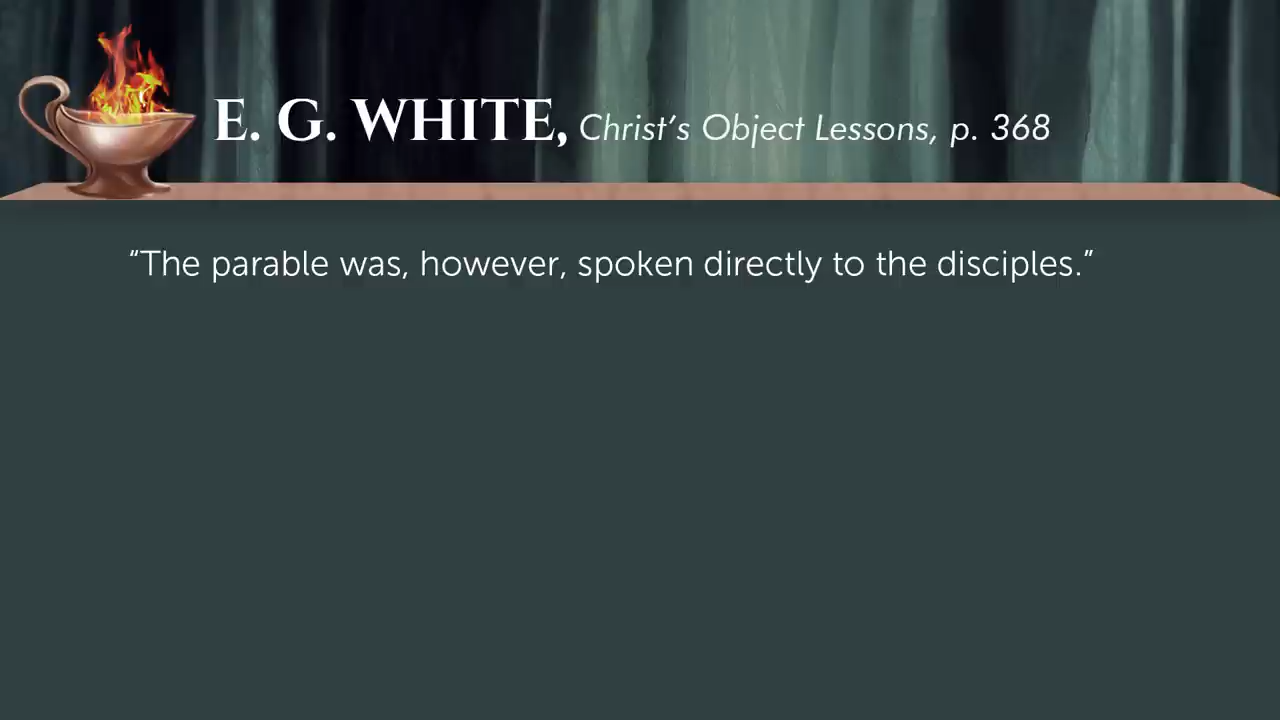 E. G. WHITE, Christ’s Object Lessons, p. 368
“The parable was, however, spoken directly to the disciples.”